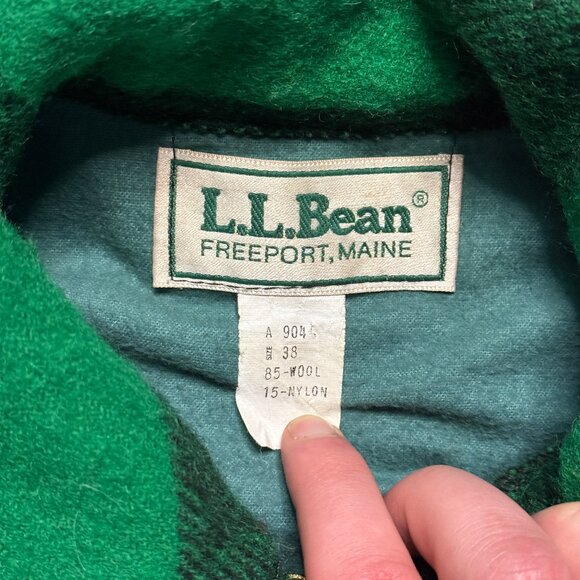 L.L.Bean®
FREEPORT, MAINE
A
SIZE 38
85-WOOL
15-NYLON